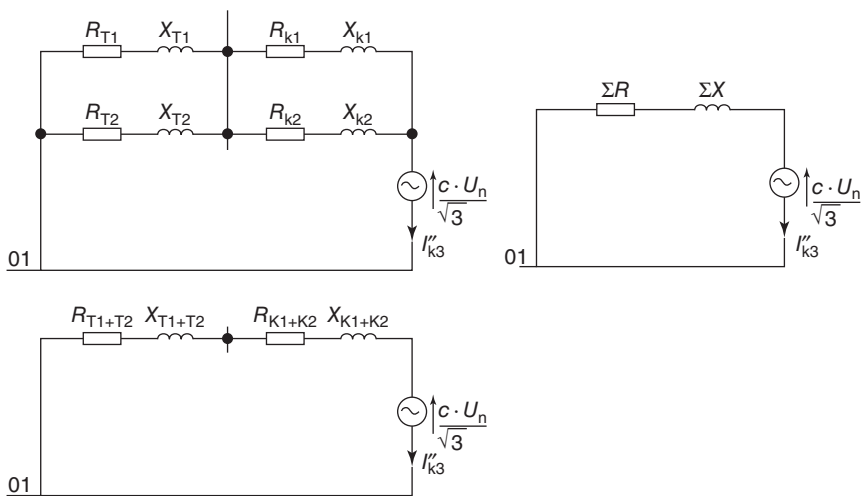 R_T1 X_T1 R_k1 X_k1
R_T2 X_T2 R_k2 X_k2
c · U_n
√3
I″_k3
01
ΣR ΣX
c · U_n
√3
I″_k3
01
R_T1+T2 X_T1+T2 R_K1+K2 X_K1+K2
c · U_n
√3
I″_k3
01